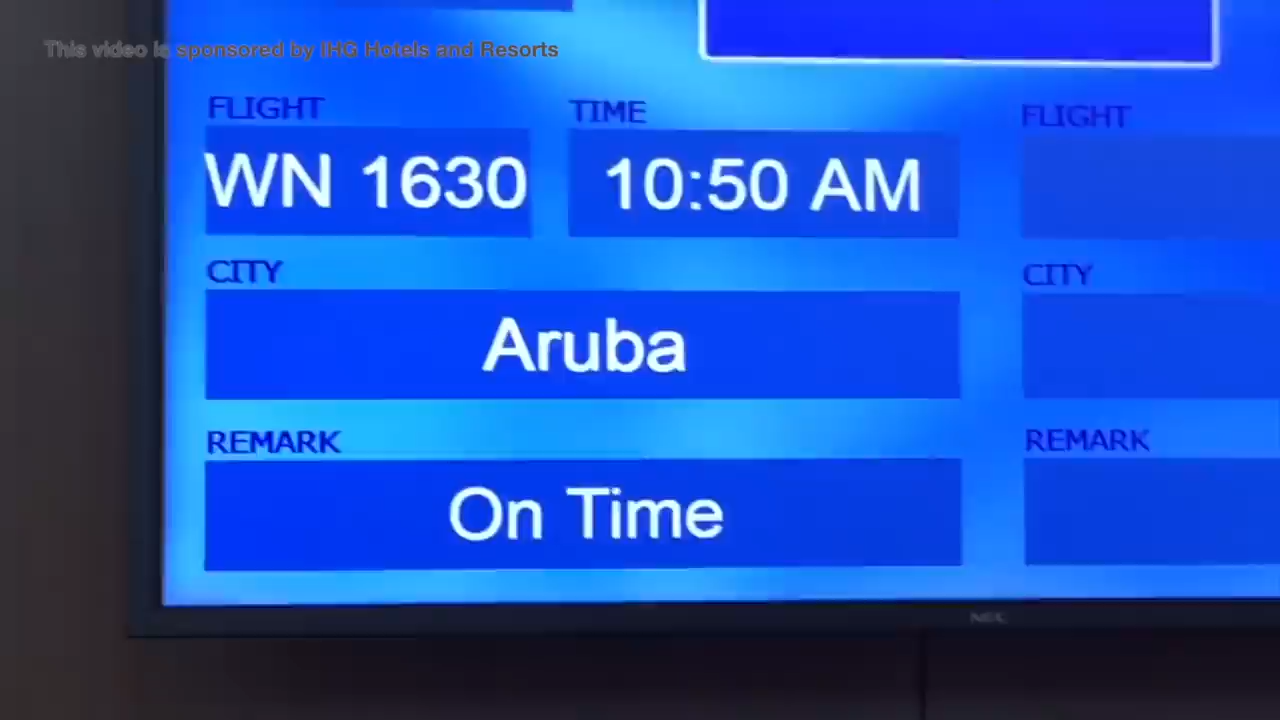 This video is sponsored by IHG Hotels and Resorts
FLIGHT TIME FLIGHT
WN 1630 10:50 AM
CITY CITY
Aruba
REMARK REMARK
On Time
NEC